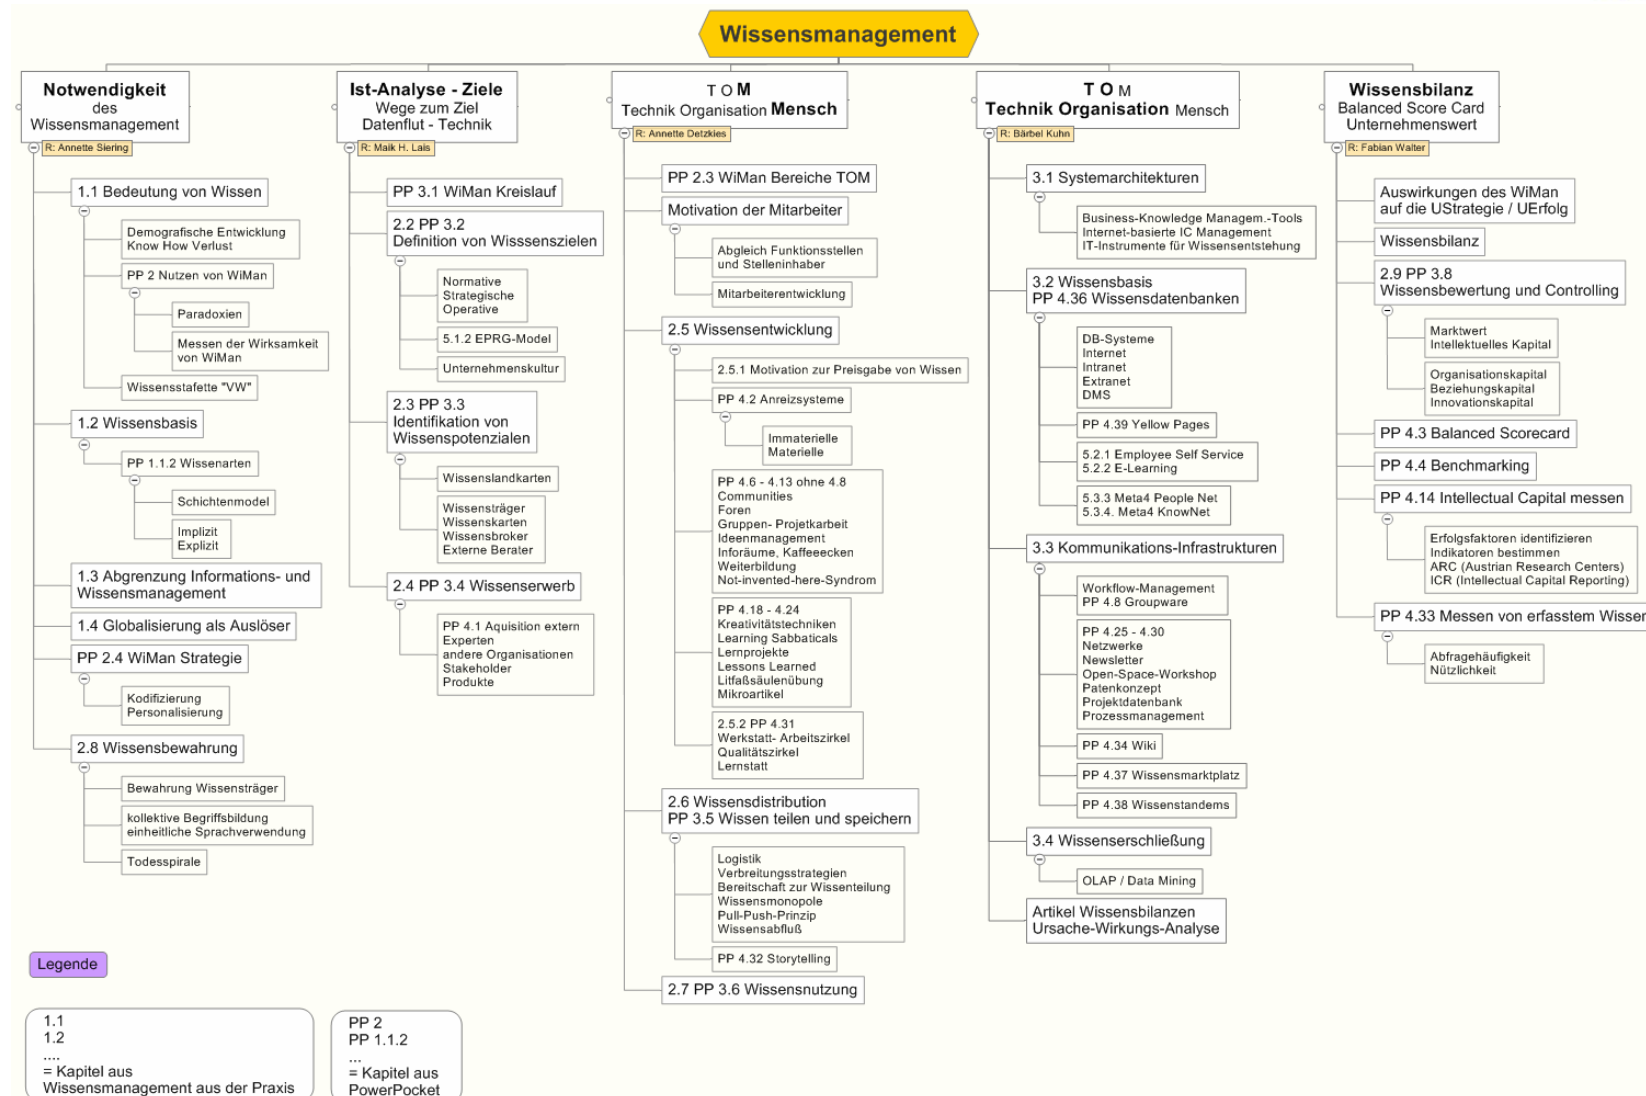 Wissensmanagement
Notwendigkeit
des
Wissensmanagement
R: Annette Siering
1.1 Bedeutung von Wissen
Demografische Entwicklung
Know How Verlust
PP 2 Nutzen von WiMan
Paradoxien
Messen der Wirksamkeit
von WiMan
Wissensstafette "VW"
1.2 Wissensbasis
PP 1.1.2 Wissenarten
Schichtenmodel
Implizit
Explizit
1.3 Abgrenzung Informations- und
Wissensmanagement
1.4 Globalisierung als Auslöser
PP 2.4 WiMan Strategie
Kodifizierung
Personalisierung
2.8 Wissensbewahrung
Bewahrung Wissensträger
kollektive Begriffsbildung
einheitliche Sprachverwendung
Todesspirale
Ist-Analyse - Ziele
Wege zum Ziel
Datenflut - Technik
R: Maik H. Lais
PP 3.1 WiMan Kreislauf
2.2 PP 3.2
Definition von Wisssenszielen
Normative
Strategische
Operative
5.1.2 EPRG-Model
Unternehmenskultur
2.3 PP 3.3
Identifikation von
Wissenspotenzialen
Wissenslandkarten
Wissensträger
Wissenskarten
Wissensbroker
Externe Berater
2.4 PP 3.4 Wissenserwerb
PP 4.1 Aquisition extern
Experten
andere Organisationen
Stakeholder
Produkte
T O M
Technik Organisation Mensch
R: Annette Detzkies
PP 2.3 WiMan Bereiche TOM
Motivation der Mitarbeiter
Abgleich Funktionsstellen
und Stelleninhaber
Mitarbeiterentwicklung
2.5 Wissensentwicklung
2.5.1 Motivation zur Preisgabe von Wissen
PP 4.2 Anreizsysteme
Immaterielle
Materielle
PP 4.6 - 4.13 ohne 4.8
Communities
Foren
Gruppen- Projetkarbeit
Ideenmanagement
Inforäume, Kaffeeecken
Weiterbildung
Not-invented-here-Syndrom
PP 4.18 - 4.24
Kreativitätstechniken
Learning Sabbaticals
Lernprojekte
Lessons Learned
Litfaßsäulenübung
Mikroartikel
2.5.2 PP 4.31
Werkstatt- Arbeitszirkel
Qualitätszirkel
Lernstatt
2.6 Wissensdistribution
PP 3.5 Wissen teilen und speichern
Logistik
Verbreitungsstrategien
Bereitschaft zur Wissenteilung
Wissensmonopole
Pull-Push-Prinzip
Wissensabfluß
PP 4.32 Storytelling
2.7 PP 3.6 Wissensnutzung
T O M
Technik Organisation Mensch
R: Bärbel Kuhn
3.1 Systemarchitekturen
Business-Knowledge Managem.-Tools
Internet-basierte IC Management
IT-Instrumente für Wissensentstehung
3.2 Wissensbasis
PP 4.36 Wissensdatenbanken
DB-Systeme
Internet
Intranet
Extranet
DMS
PP 4.39 Yellow Pages
5.2.1 Employee Self Service
5.2.2 E-Learning
5.3.3 Meta4 People Net
5.3.4. Meta4 KnowNet
3.3 Kommunikations-Infrastrukturen
Workflow-Management
PP 4.8 Groupware
PP 4.25 - 4.30
Netzwerke
Newsletter
Open-Space-Workshop
Patenkonzept
Projektdatenbank
Prozessmanagement
PP 4.34 Wiki
PP 4.37 Wissensmarktplatz
PP 4.38 Wissenstandems
3.4 Wissenserschließung
OLAP / Data Mining
Artikel Wissensbilanzen
Ursache-Wirkungs-Analyse
Wissensbilanz
Balanced Score Card
Unternehmenswert
R: Fabian Walter
Auswirkungen des WiMan
auf die UStrategie / UErfolg
Wissensbilanz
2.9 PP 3.8
Wissensbewertung und Controlling
Marktwert
Intellektuelles Kapital
Organisationskapital
Beziehungskapital
Innovationskapital
PP 4.3 Balanced Scorecard
PP 4.4 Benchmarking
PP 4.14 Intellectual Capital messen
Erfolgsfaktoren identifizieren
Indikatoren bestimmen
ARC (Austrian Research Centers)
ICR (Intellectual Capital Reporting)
PP 4.33 Messen von erfasstem Wisser
Abfragehäufigkeit
Nützlichkeit
Legende
1.1
1.2
....
= Kapitel aus
Wissensmanagement aus der Praxis
PP 2
PP 1.1.2
...
= Kapitel aus
PowerPocket